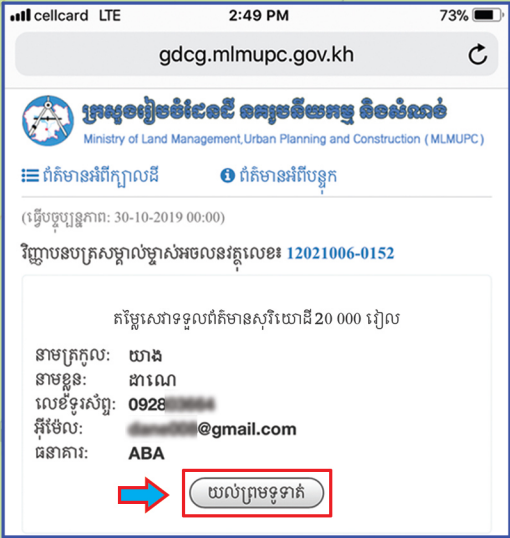 cellcard LTE 2:49 PM 73%
gdcg.mlmupc.gov.kh
ក្រសួងរៀបចំដែនដី នគរូបនីយកម្ម និងសំណង់
Ministry of Land Management,Urban Planning and Construction (MLMUPC)
ព័ត៌មានអំពីក្បាលដី ព័ត៌មានអំពីបន្ទុក
(ធ្វើបច្ចុប្បន្នភាព: 30-10-2019 00:00)
វិញ្ញាបនបត្រសម្គាល់ម្ចាស់អចលនវត្ថុលេខ៖ 12021006-0152
តម្លៃសេវាទទួលព័ត៌មានសុរិយោដី 20 000 រៀល
នាមត្រកូល: យាង
នាមខ្លួន: ដាណេ
លេខទូរស័ព្ទ: 0928
អ៊ីម៉ែល: @gmail.com
ធនាគារ: ABA
យល់ព្រមទូទាត់